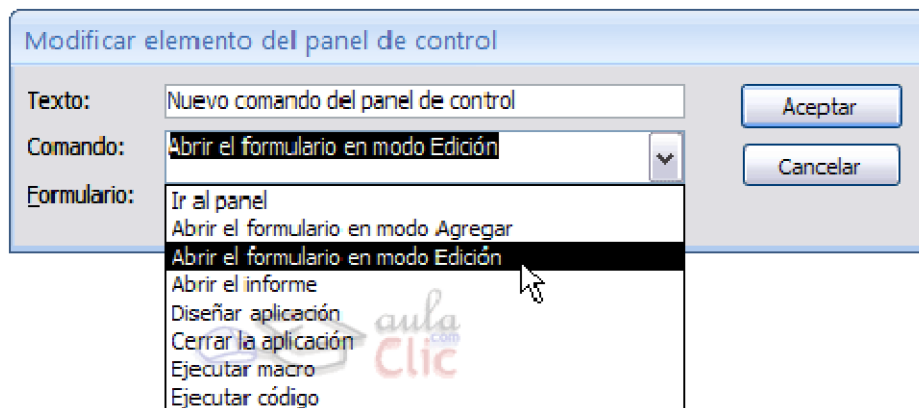 Modificar elemento del panel de control
Texto: Nuevo comando del panel de control Aceptar
Comando: Abrir el formulario en modo Edición Cancelar
Formulario:
Ir al panel
Abrir el formulario en modo Agregar
Abrir el formulario en modo Edición
Abrir el informe
Diseñar aplicación
Cerrar la aplicación
Ejecutar macro
Ejecutar código
aula
.com
Clic